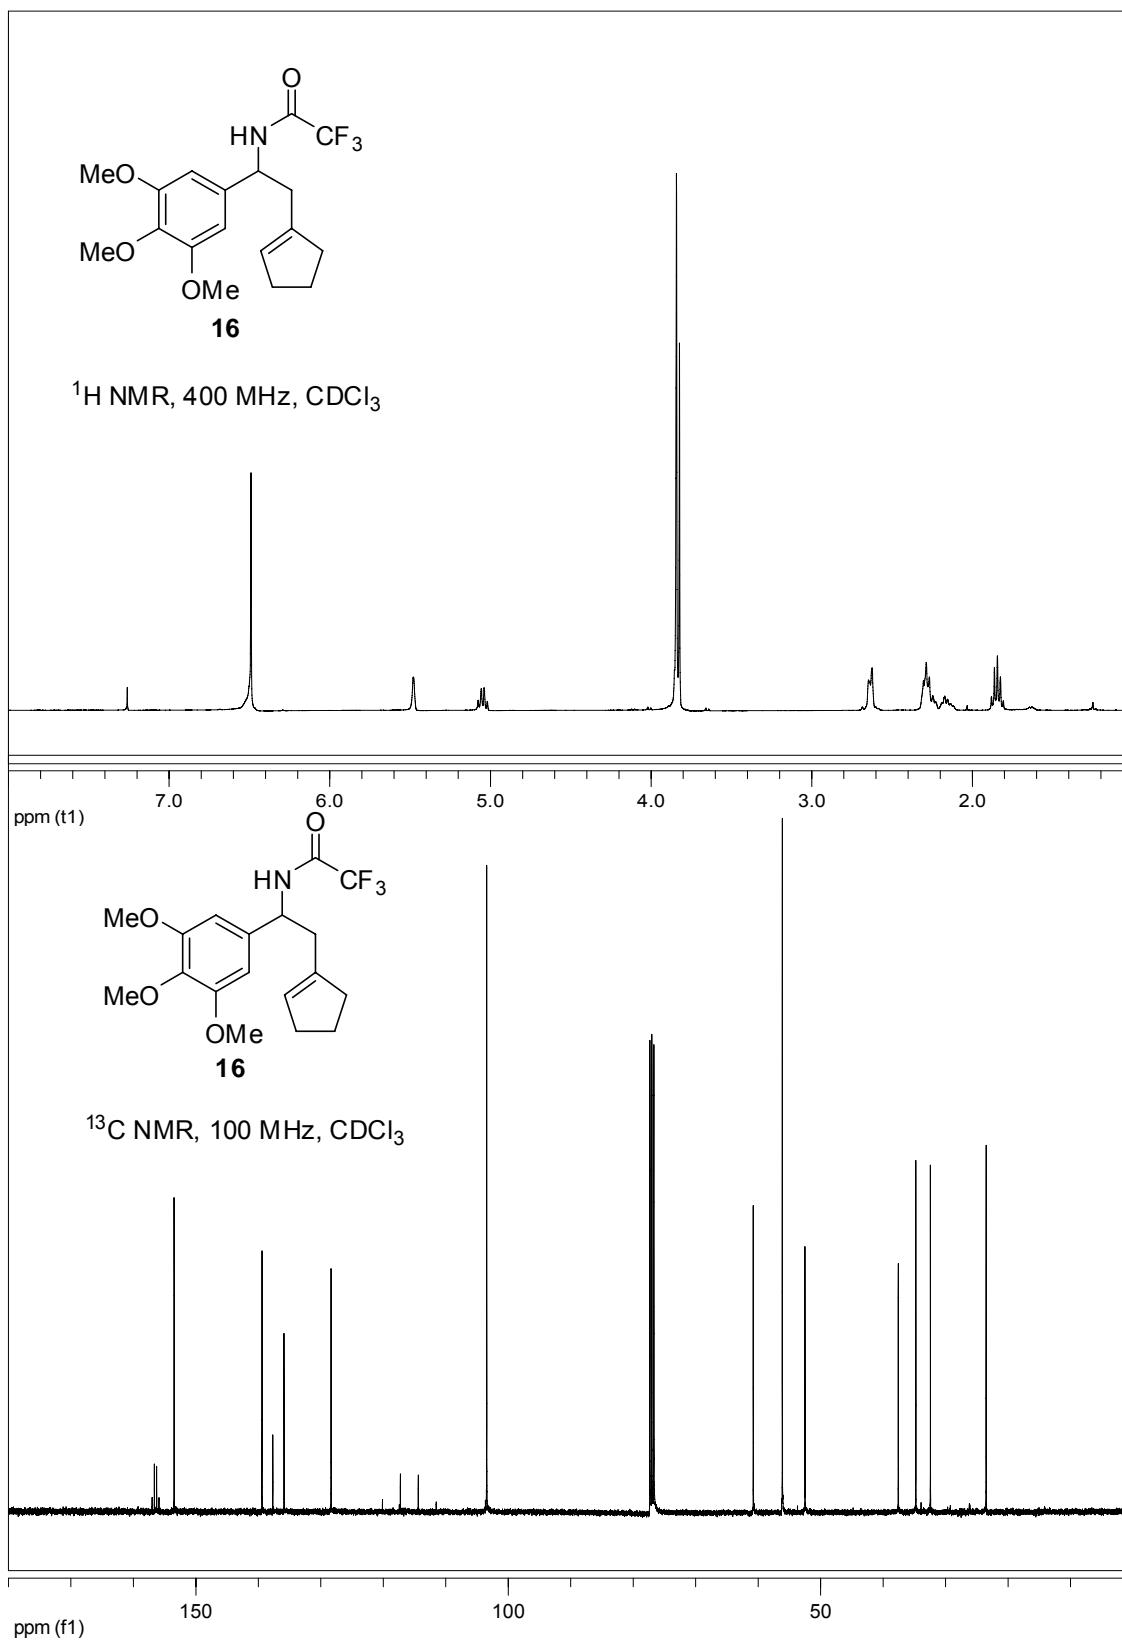 O
HN
CF3
MeO
MeO
OMe
16
1H NMR, 400 MHz, CDCl3
7.0 6.0 5.0 4.0 3.0 2.0
ppm (t1)
O
HN
CF3
MeO
MeO
OMe
16
13C NMR, 100 MHz, CDCl3
150 100 50
ppm (f1)